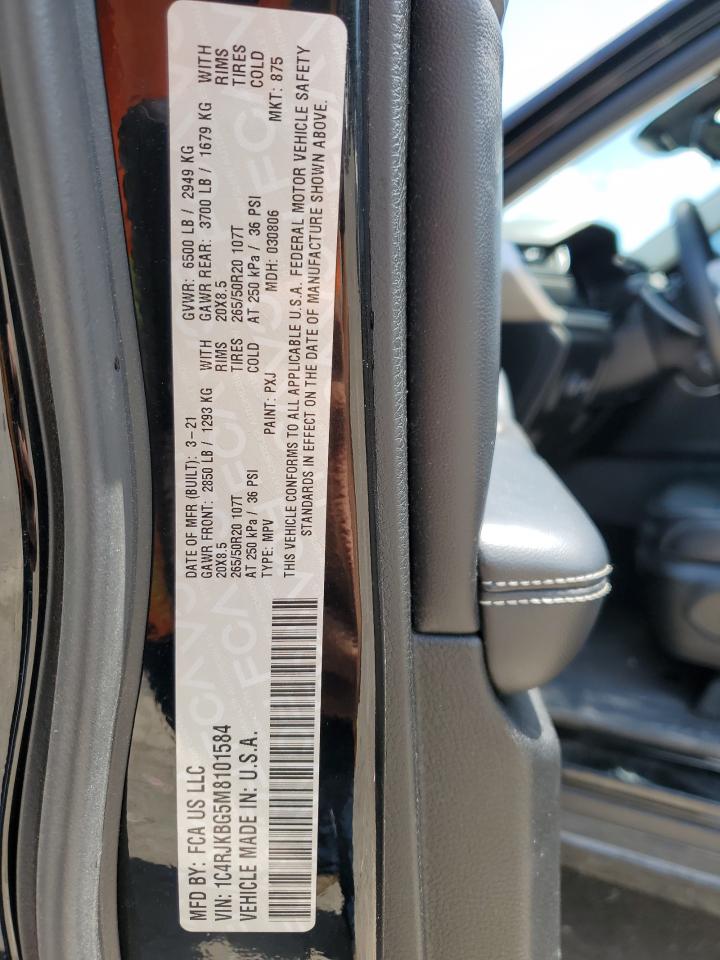 MFD BY: FCA US LLC
VIN: 1C4RJKBG5M8101584
VEHICLE MADE IN: U.S.A.
DATE OF MFR (BUILT): 3-21 GVWR: 6500 LB / 2949 KG
GAWR FRONT: 2850 LB / 1293 KG WITH GAWR REAR: 3700 LB / 1679 KG WITH
20X8.5 RIMS 20X8.5 RIMS
265/50R20 107T TIRES 265/50R20 107T TIRES
AT 250 kPa / 36 PSI COLD AT 250 kPa / 36 PSI COLD
TYPE: MPV PAINT: PXJ MDH: 030806 MKT: 875
THIS VEHICLE CONFORMS TO ALL APPLICABLE U.S.A. FEDERAL MOTOR VEHICLE SAFETY
STANDARDS IN EFFECT ON THE DATE OF MANUFACTURE SHOWN ABOVE.